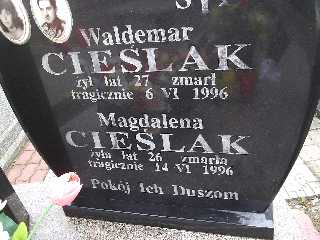 Waldemar
CIEŚLAK
żył lat 27 zmarł
tragicznie 6 VI 1996
Magdalena
CIEŚLAK
żyła lat 26 zmarła
tragicznie 14 VI 1996
Pokój Ich Duszom